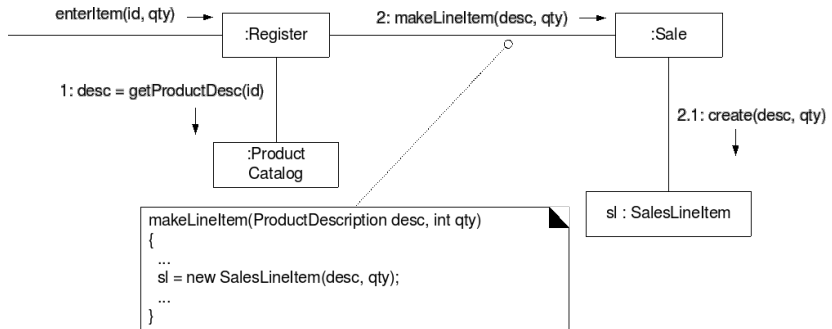 enterItem(id, qty)
:Register
2: makeLineItem(desc, qty)
:Sale
1: desc = getProductDesc(id)
2.1: create(desc, qty)
:Product
Catalog
sl : SalesLineItem
makeLineItem(ProductDescription desc, int qty)
{
...
sl = new SalesLineItem(desc, qty);
...
}